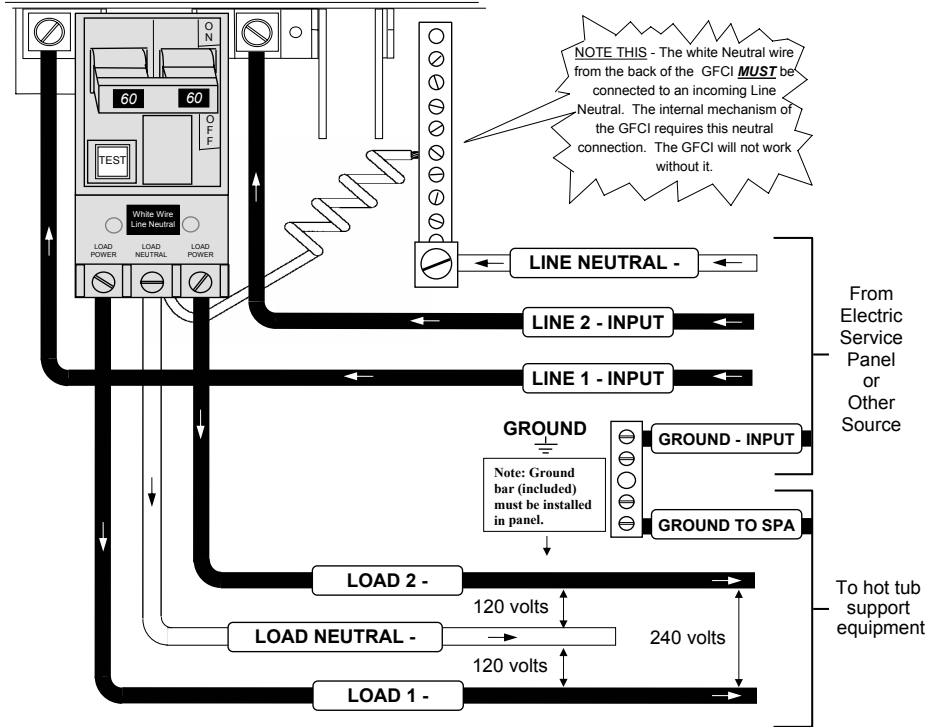 ON
OFF
60
60
TEST
White Wire
Line Neutral
LOAD
POWER
LOAD
NEUTRAL
LOAD
POWER
NOTE THIS - The white Neutral wire
from the back of the GFCI MUST be
connected to an incoming Line
Neutral. The internal mechanism of
the GFCI requires this neutral
connection. The GFCI will not work
without it.
LINE NEUTRAL -
LINE 2 - INPUT
LINE 1 - INPUT
From
Electric
Service
Panel
or
Other
Source
GROUND
Note: Ground
bar (included)
must be installed
in panel.
GROUND - INPUT
GROUND TO SPA
LOAD 2 -
120 volts
LOAD NEUTRAL -
240 volts
120 volts
LOAD 1 -
To hot tub
support
equipment